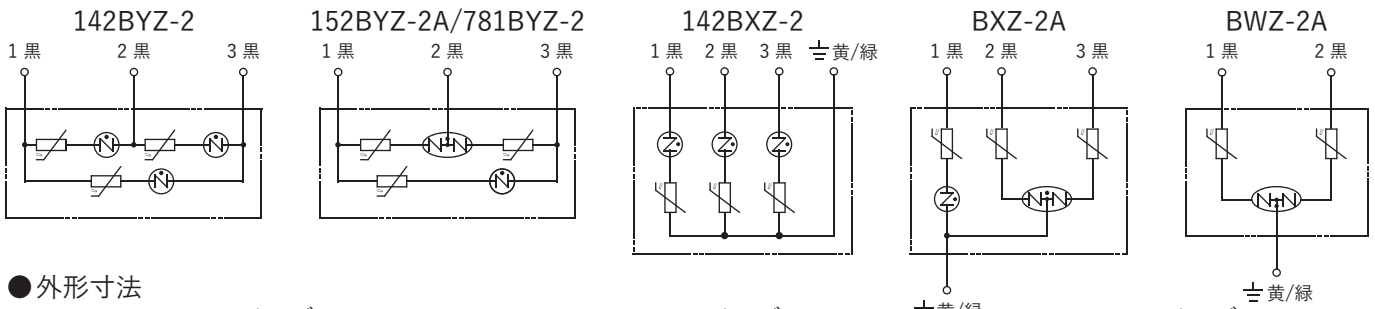 142BYZ-2 152BYZ-2A/781BYZ-2 142BXZ-2 BXZ-2A BWZ-2A
1 黒 2 黒 3 黒 1 黒 2 黒 3 黒 1 黒 2 黒 3 黒 黄/緑 1 黒 2 黒 3 黒 1 黒 2 黒
黄/緑
●外形寸法
黄/緑